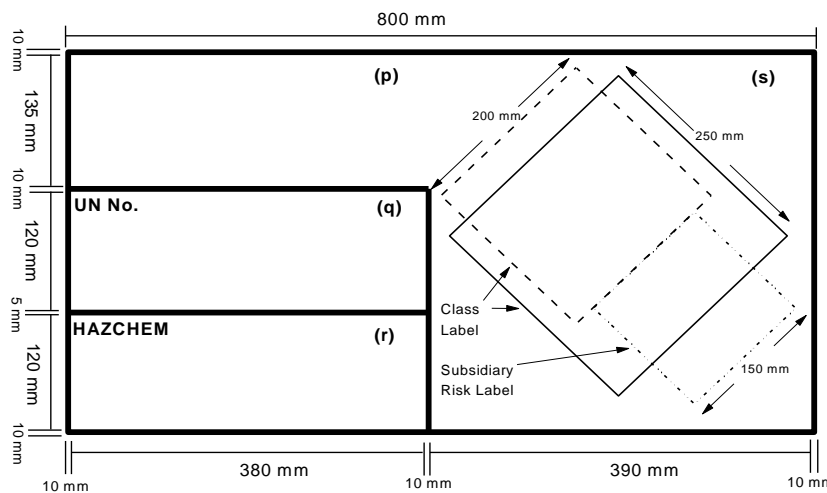 800 mm
10 mm
(p)
(s)
135 mm
200 mm
250 mm
10 mm
UN No.
(q)
120 mm
5 mm
HAZCHEM
(r)
Class
Label
120 mm
Subsidiary
Risk Label
150 mm
10 mm
380 mm
390 mm
10 mm
10 mm
10 mm